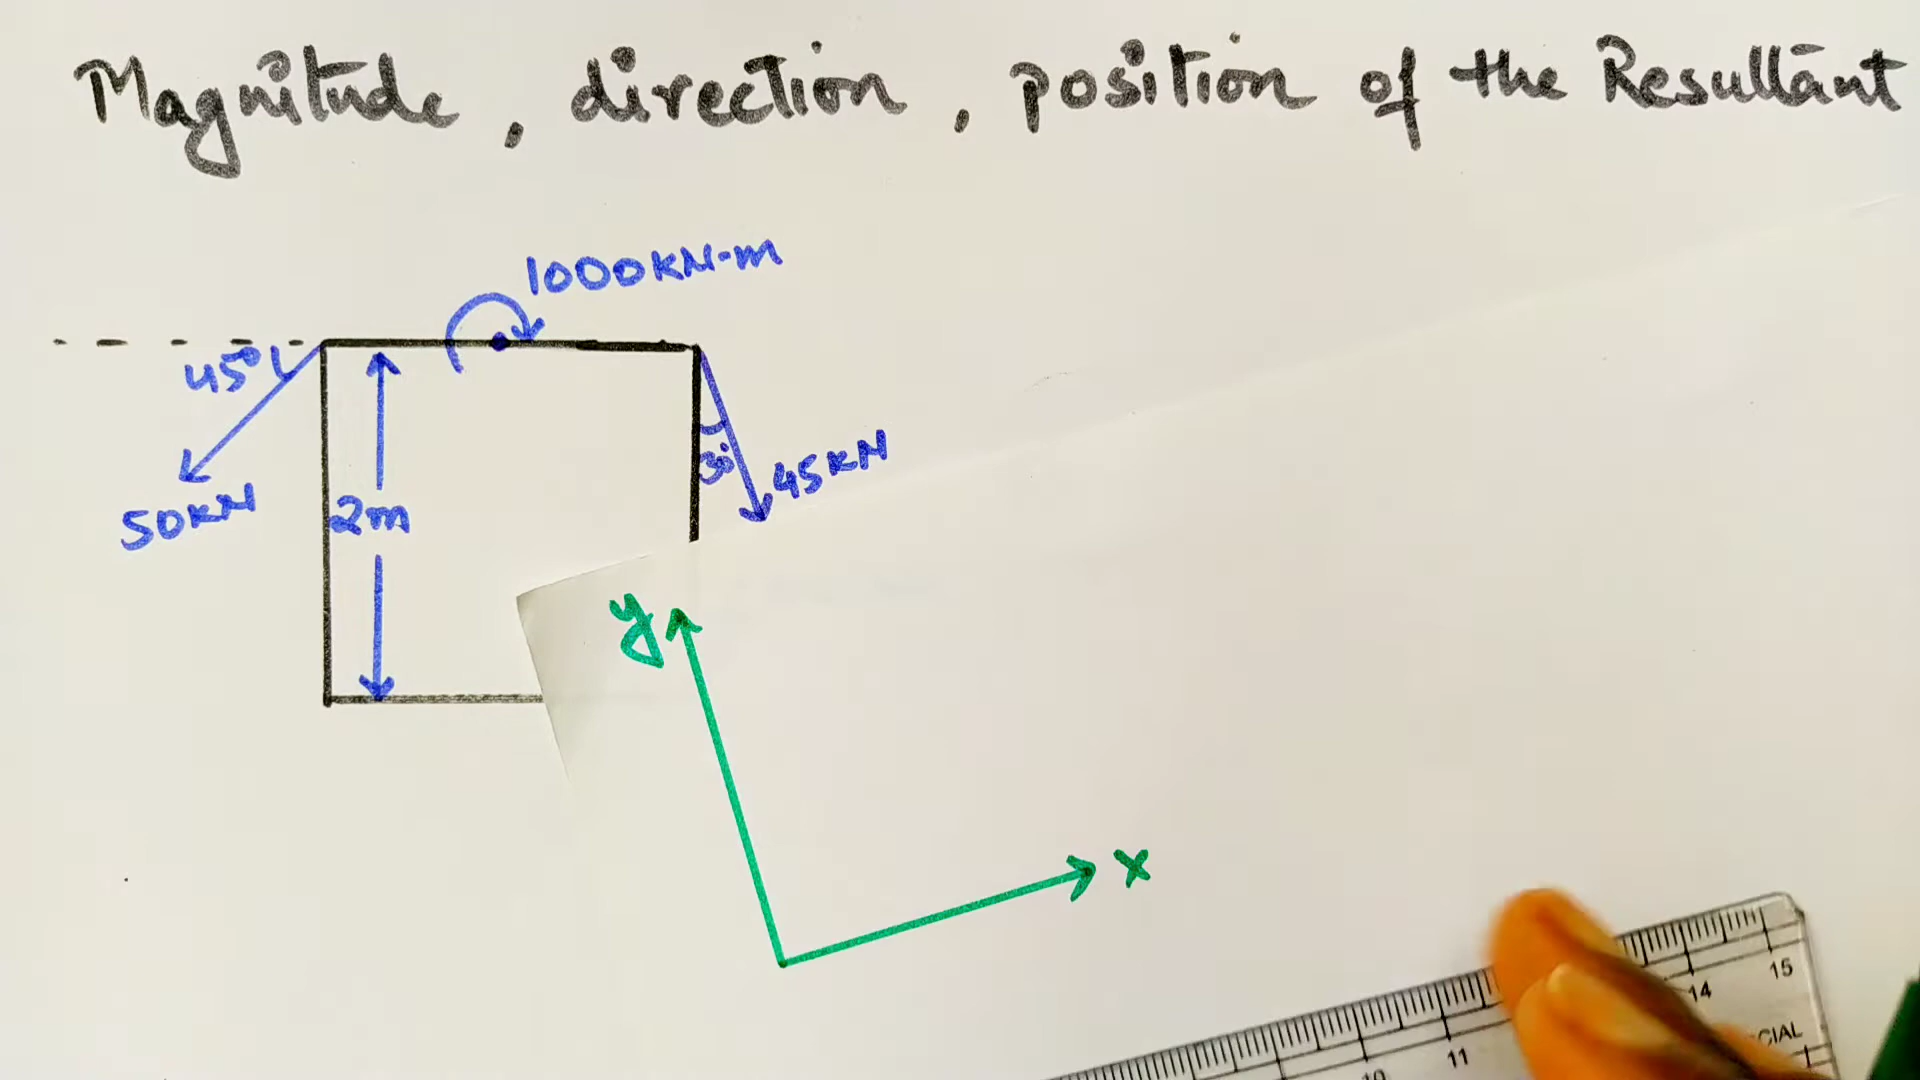 Magnitude, direction, position of the Resultant
1000KN-m
45°
50KN
2m
30°
45KN
y
x
15
14
11
10
CIAL